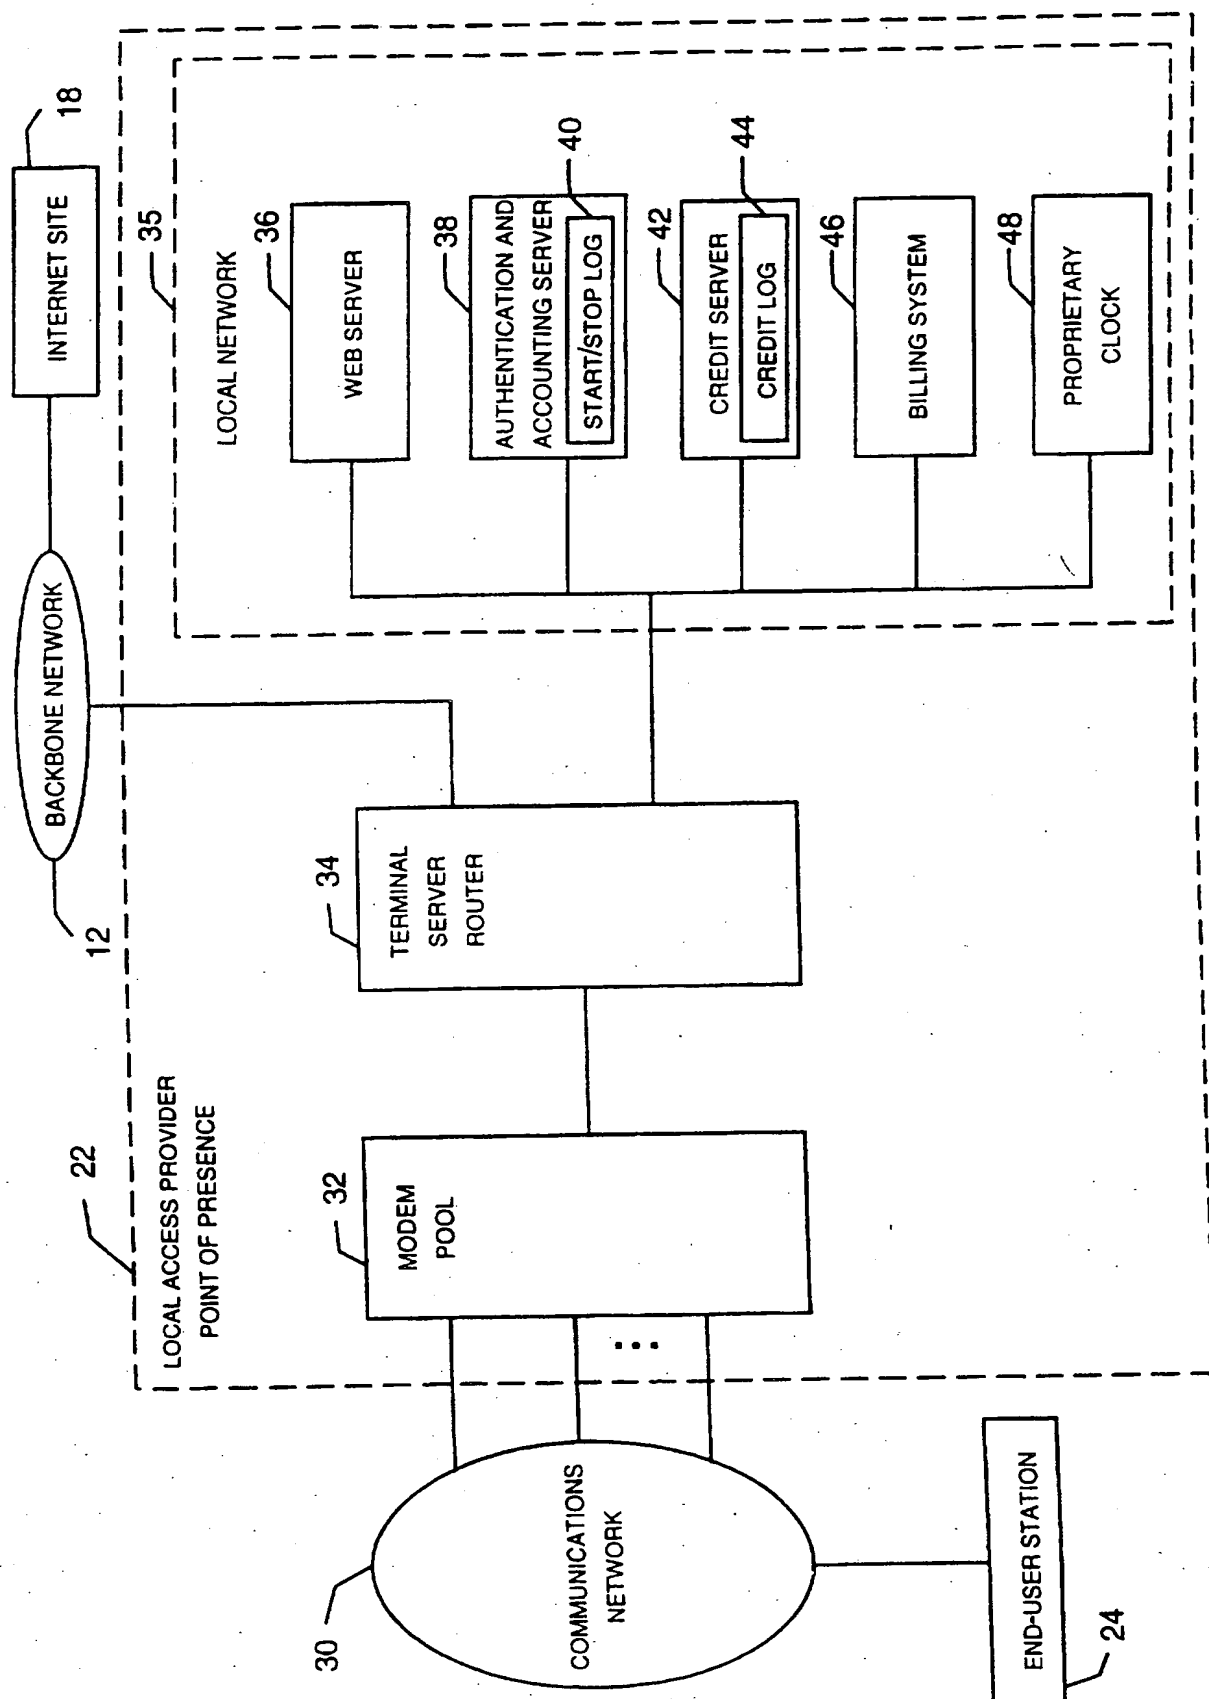 INTERNET SITE
18
BACKBONE NETWORK
12
LOCAL ACCESS PROVIDER
POINT OF PRESENCE
22
LOCAL NETWORK
35
WEB SERVER
36
AUTHENTICATION AND
ACCOUNTING SERVER
38
START/STOP LOG
40
CREDIT SERVER
42
CREDIT LOG
44
BILLING SYSTEM
46
PROPRIETARY
CLOCK
48
TERMINAL
SERVER
ROUTER
34
MODEM
POOL
32
COMMUNICATIONS
NETWORK
30
END-USER STATION
24